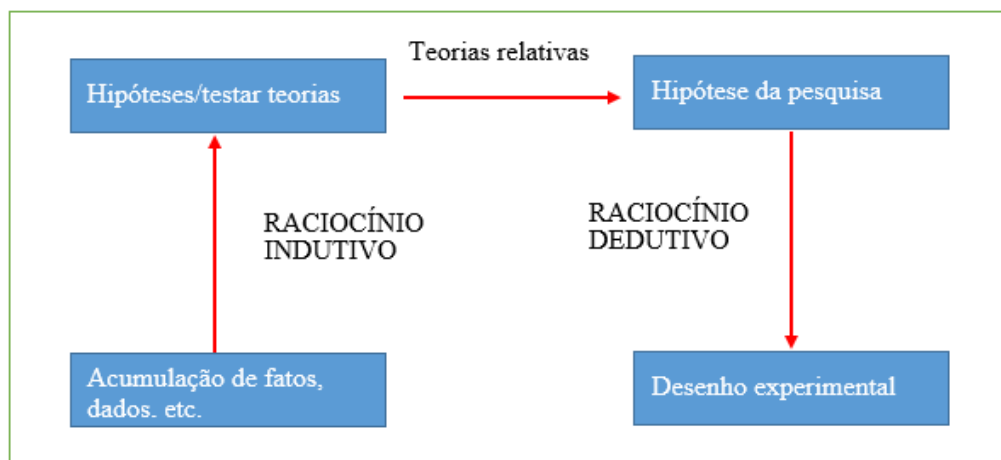 Teorias relativas
Hipóteses/testar teorias
Hipótese da pesquisa
RACIOCÍNIO
INDUTIVO
RACIOCÍNIO
DEDUTIVO
Acumulação de fatos,
dados. etc.
Desenho experimental